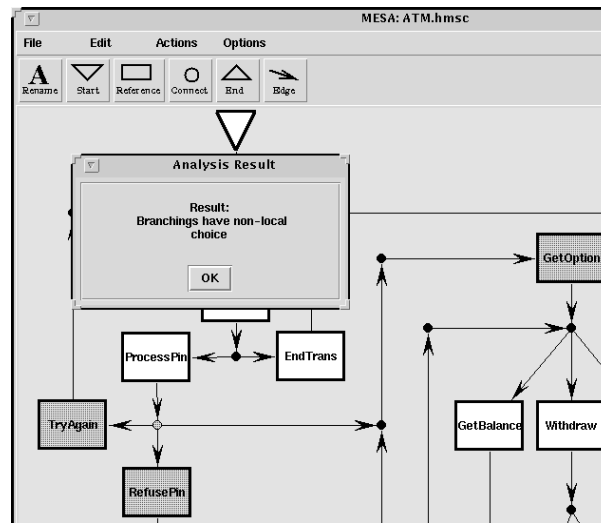 MESA: ATM.hmsc
File Edit Actions Options
A
Rename Start Reference Connect End Edge
Analysis Result
Result:
Branchings have non-local
choice
OK
GetOption
ProcessPin
EndTrans
TryAgain
GetBalance
Withdraw
RefusePin